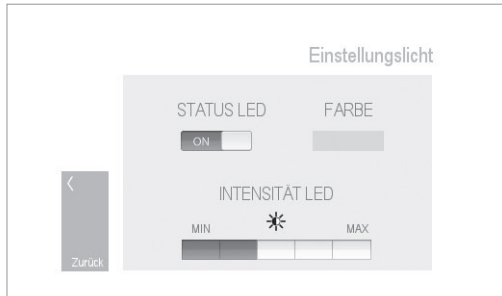 Einstellungslicht
STATUS LED
FARBE
ON
INTENSITÄT LED
MIN
MAX
Zurück